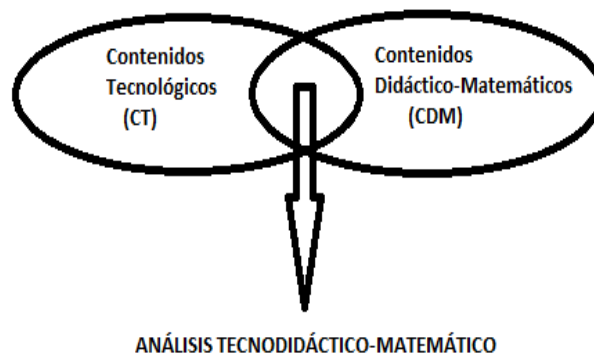 Contenidos
Tecnológicos
(CT)
Contenidos
Didáctico-Matemáticos
(CDM)
ANÁLISIS TECNODIDÁCTICO-MATEMÁTICO